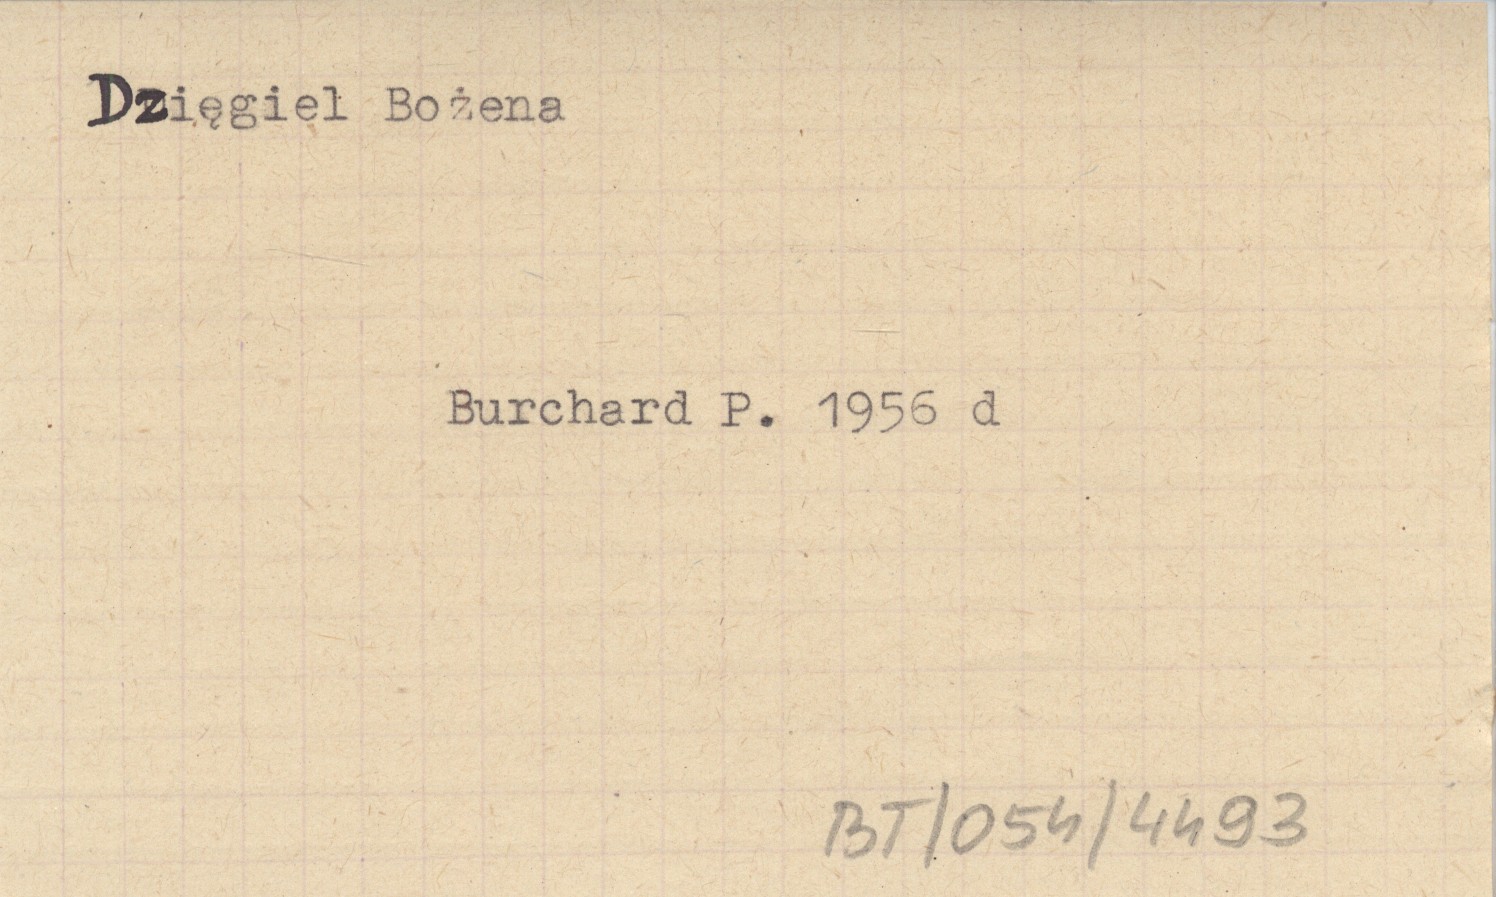 Dzięgiel Bożena
Burchard P. 1956 d
BT/054/4493